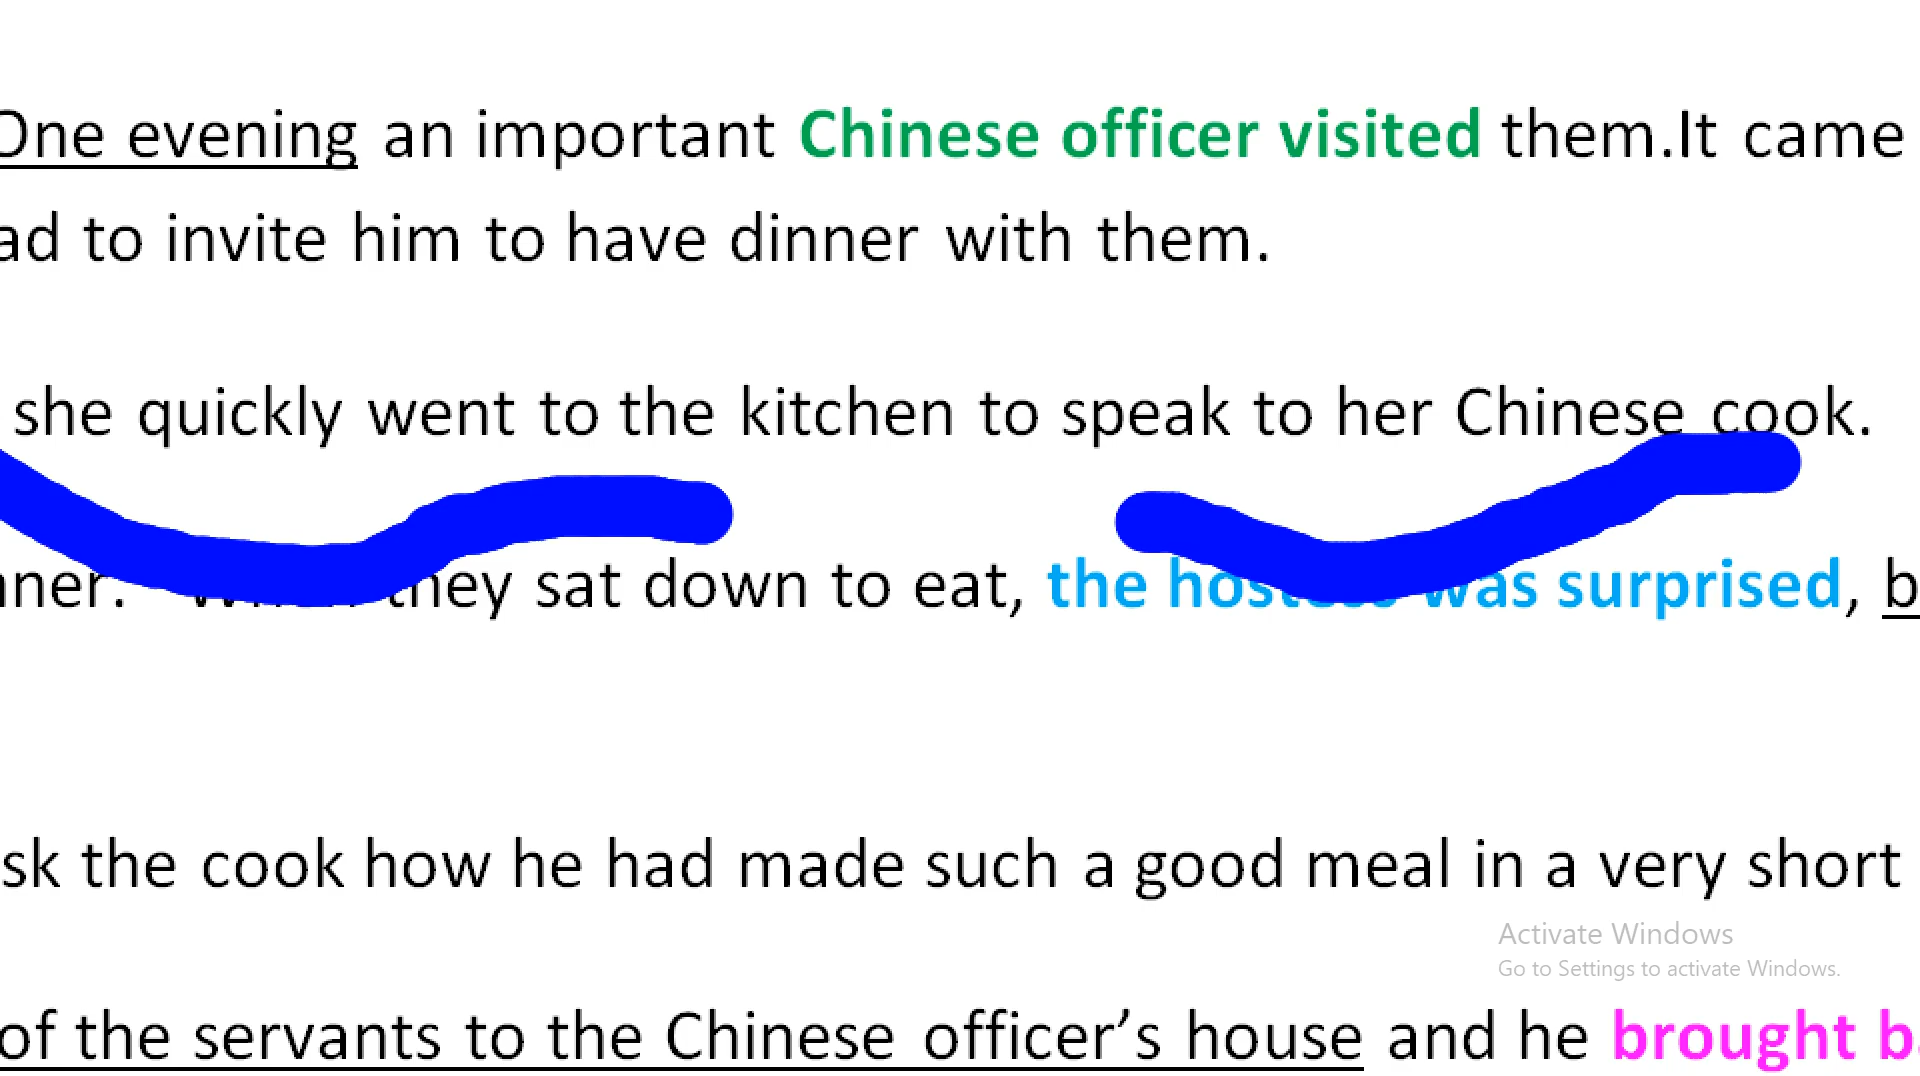 One evening an important Chinese officer visited them.It came
ad to invite him to have dinner with them.
she quickly went to the kitchen to speak to her Chinese cook.
nner. When they sat down to eat, the hostess was surprised, b
sk the cook how he had made such a good meal in a very short
Activate Windows
Go to Settings to activate Windows.
of the servants to the Chinese officer’s house and he brought b